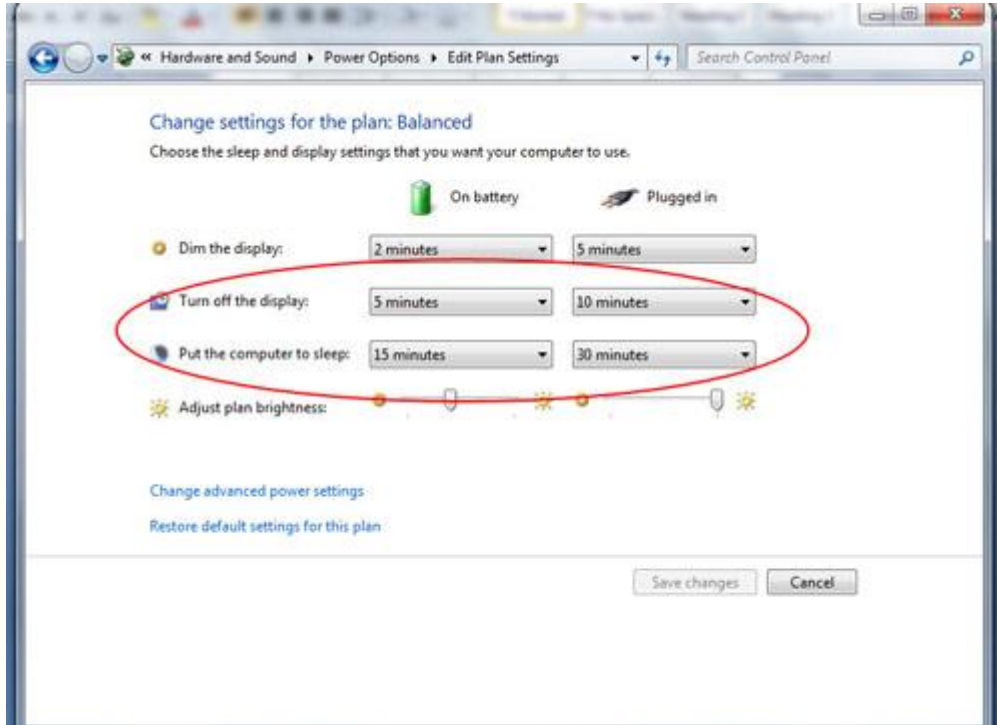 « Hardware and Sound ▸ Power Options ▸ Edit Plan Settings Search Control Panel
Change settings for the plan: Balanced
Choose the sleep and display settings that you want your computer to use.
On battery Plugged in
Dim the display: 2 minutes 5 minutes
Turn off the display: 5 minutes 10 minutes
Put the computer to sleep: 15 minutes 30 minutes
Adjust plan brightness:
Change advanced power settings
Restore default settings for this plan
Save changes Cancel